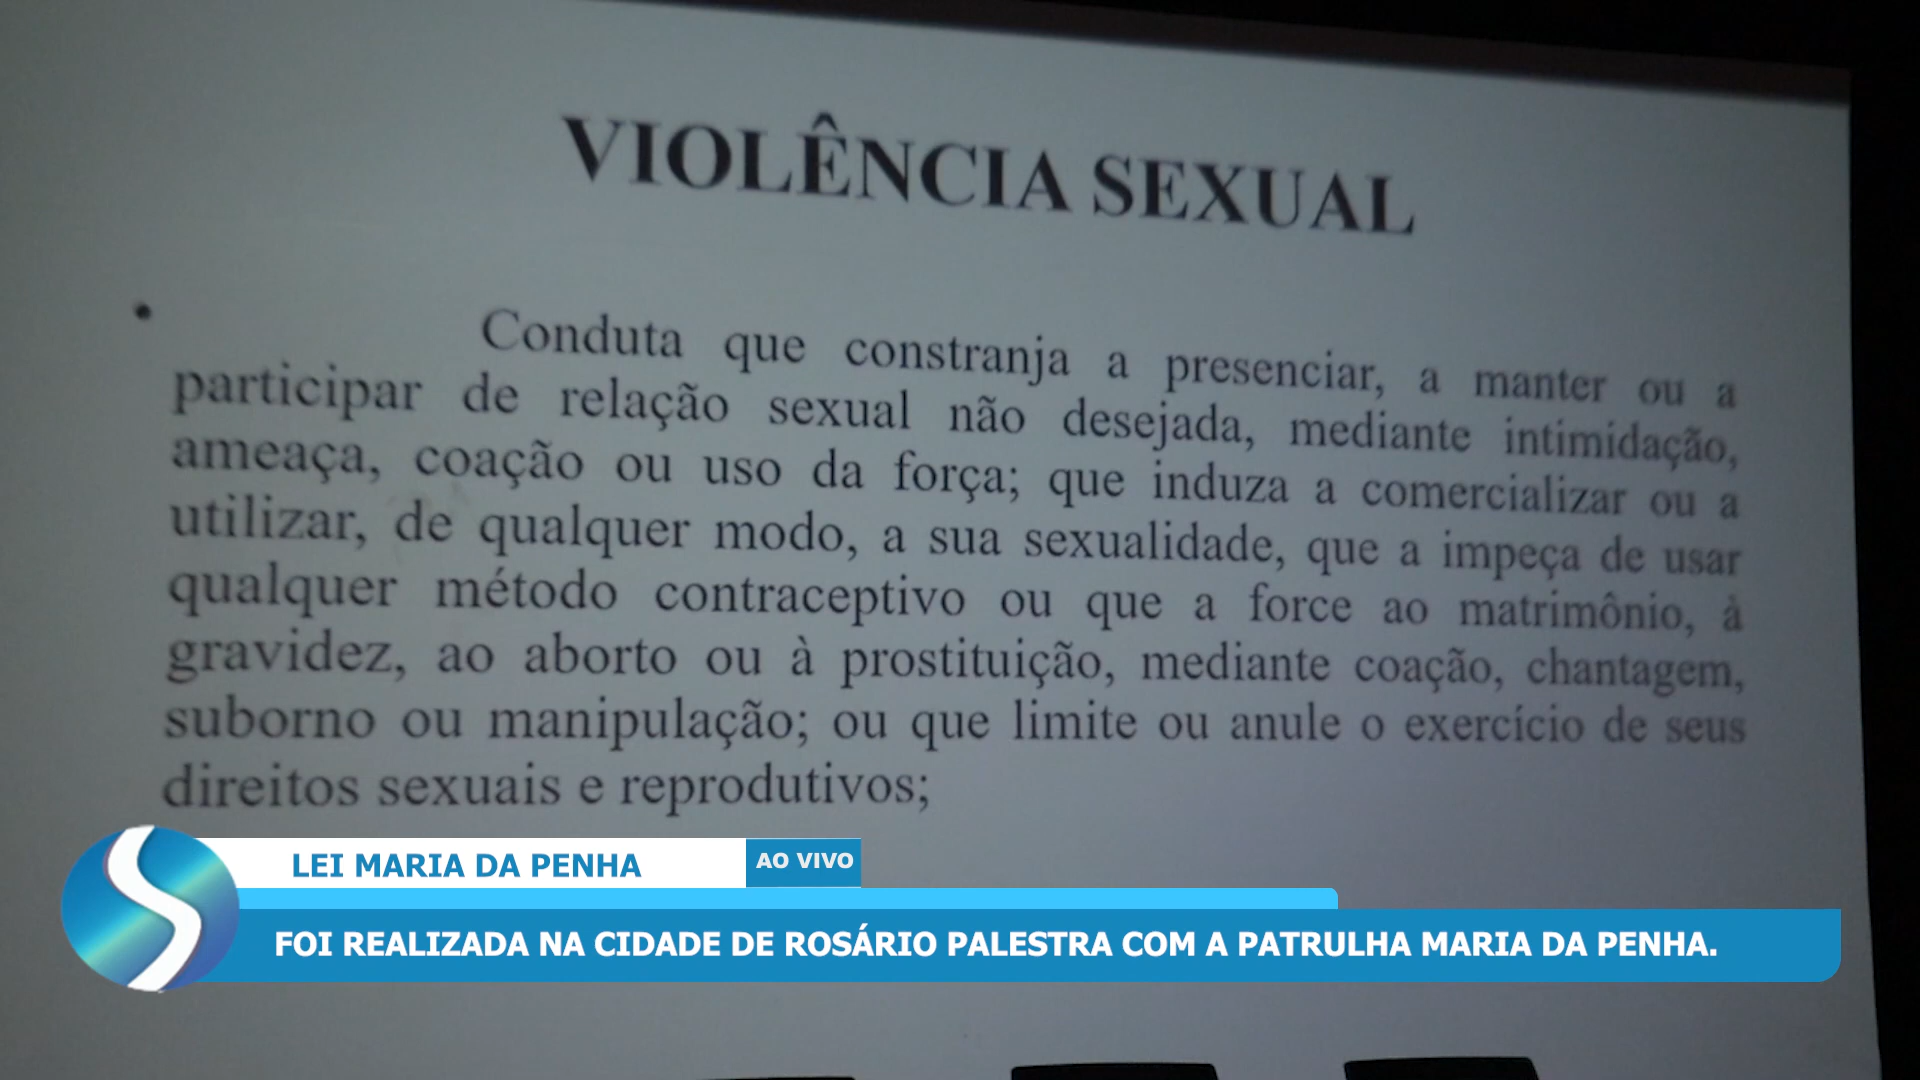 VIOLÊNCIA SEXUAL
• Conduta que constranja a presenciar, a manter ou a
participar de relação sexual não desejada, mediante intimidação,
ameaça, coação ou uso da força; que induza a comercializar ou a
utilizar, de qualquer modo, a sua sexualidade, que a impeça de usar
qualquer método contraceptivo ou que a force ao matrimônio, à
gravidez, ao aborto ou à prostituição, mediante coação, chantagem,
suborno ou manipulação; ou que limite ou anule o exercício de seus
direitos sexuais e reprodutivos;
LEI MARIA DA PENHA
AO VIVO
FOI REALIZADA NA CIDADE DE ROSÁRIO PALESTRA COM A PATRULHA MARIA DA PENHA.